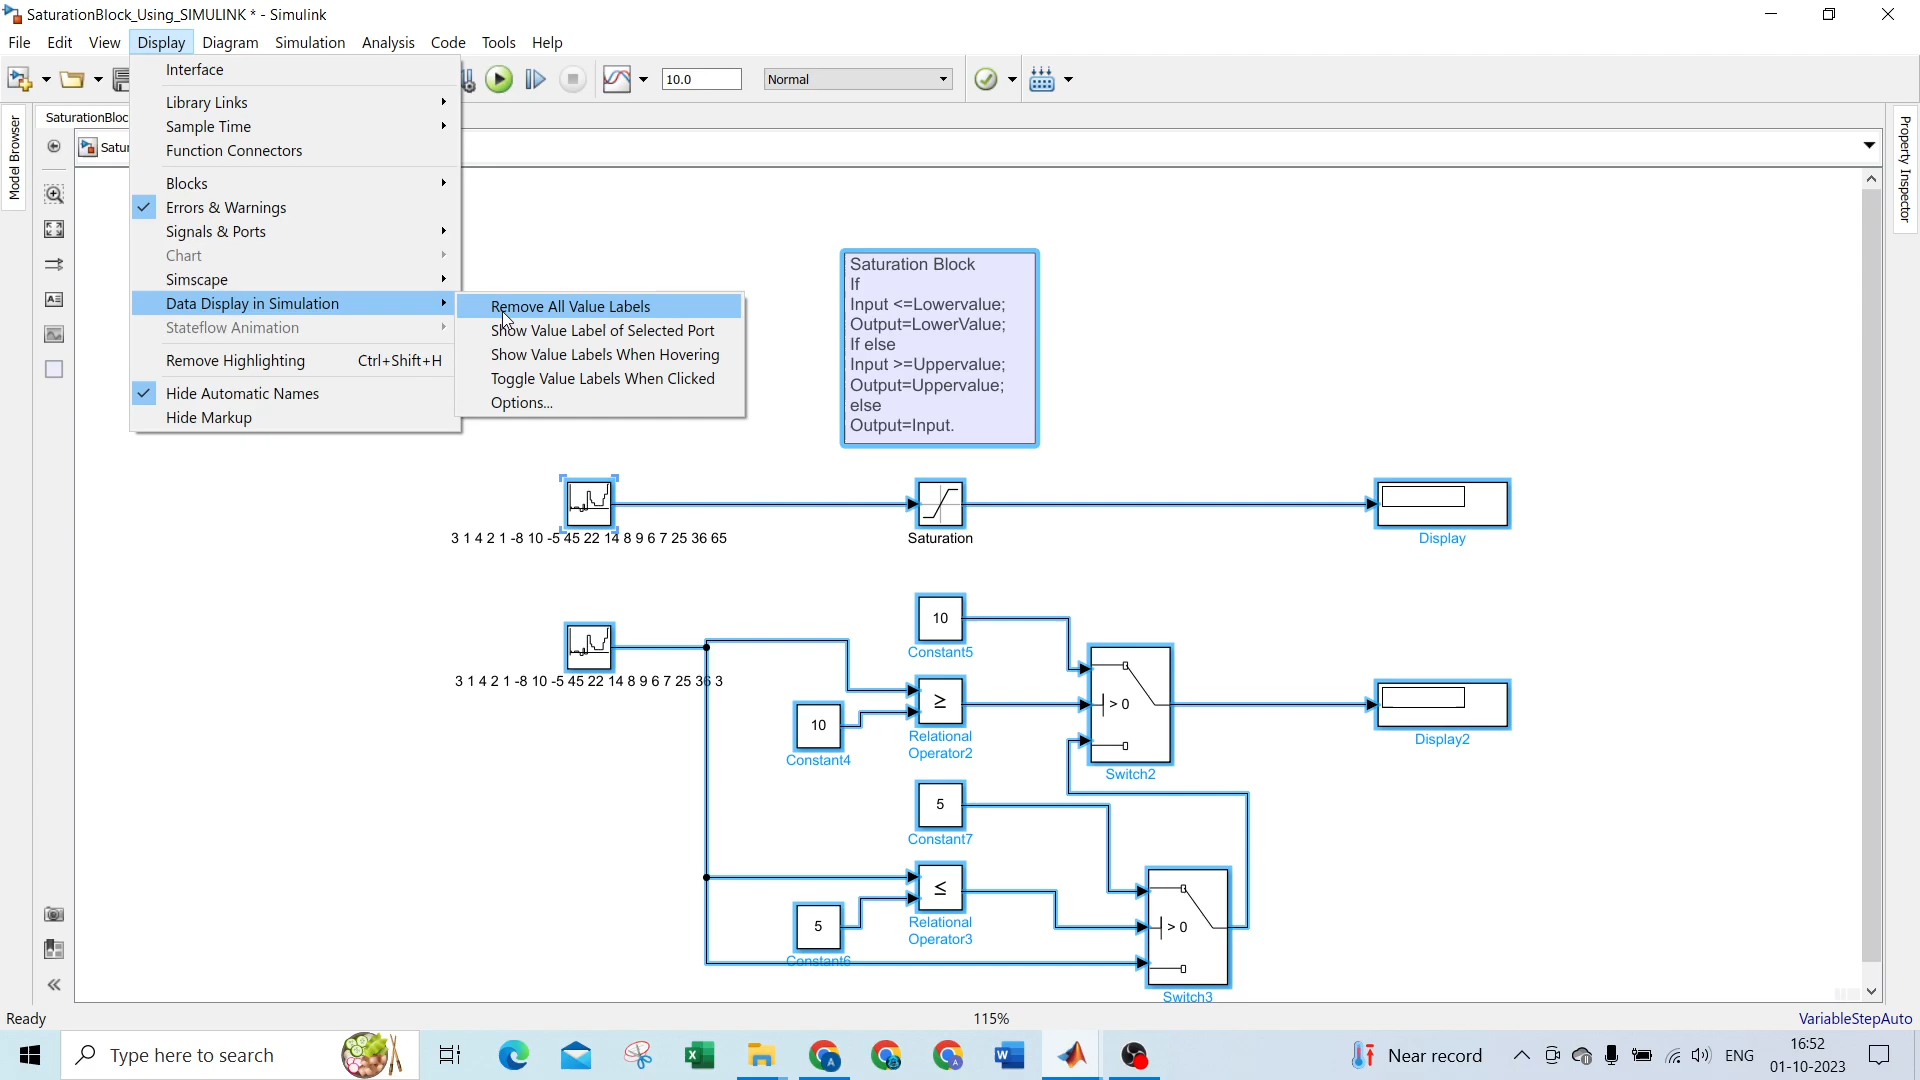 SaturationBlock_Using_SIMULINK * - Simulink
File Edit View Display Diagram Simulation Analysis Code Tools Help
10.0
Normal
Interface
Library Links
Sample Time
Function Connectors
Blocks
Errors & Warnings
Signals & Ports
Chart
Simscape
Data Display in Simulation
Stateflow Animation
Remove Highlighting Ctrl+Shift+H
Hide Automatic Names
Hide Markup
Remove All Value Labels
Show Value Label of Selected Port
Show Value Labels When Hovering
Toggle Value Labels When Clicked
Options...
SaturationBloc
Satu
Model Browser
Property Inspector
Saturation Block
If
Input <=Lowervalue;
Output=LowerValue;
If else
Input >=Uppervalue;
Output=Uppervalue;
else
Output=Input.
3 1 4 2 1 -8 10 -5 45 22 14 8 9 6 7 25 36 65
Saturation
Display
3 1 4 2 1 -8 10 -5 45 22 14 8 9 6 7 25 36 3
10
Constant5
10
Constant4
≥
Relational
Operator2
> 0
Switch2
Display2
5
Constant7
5
Constant6
≤
Relational
Operator3
> 0
Switch3
Ready
115%
VariableStepAuto
Type here to search
Near record
ENG
16:52
01-10-2023